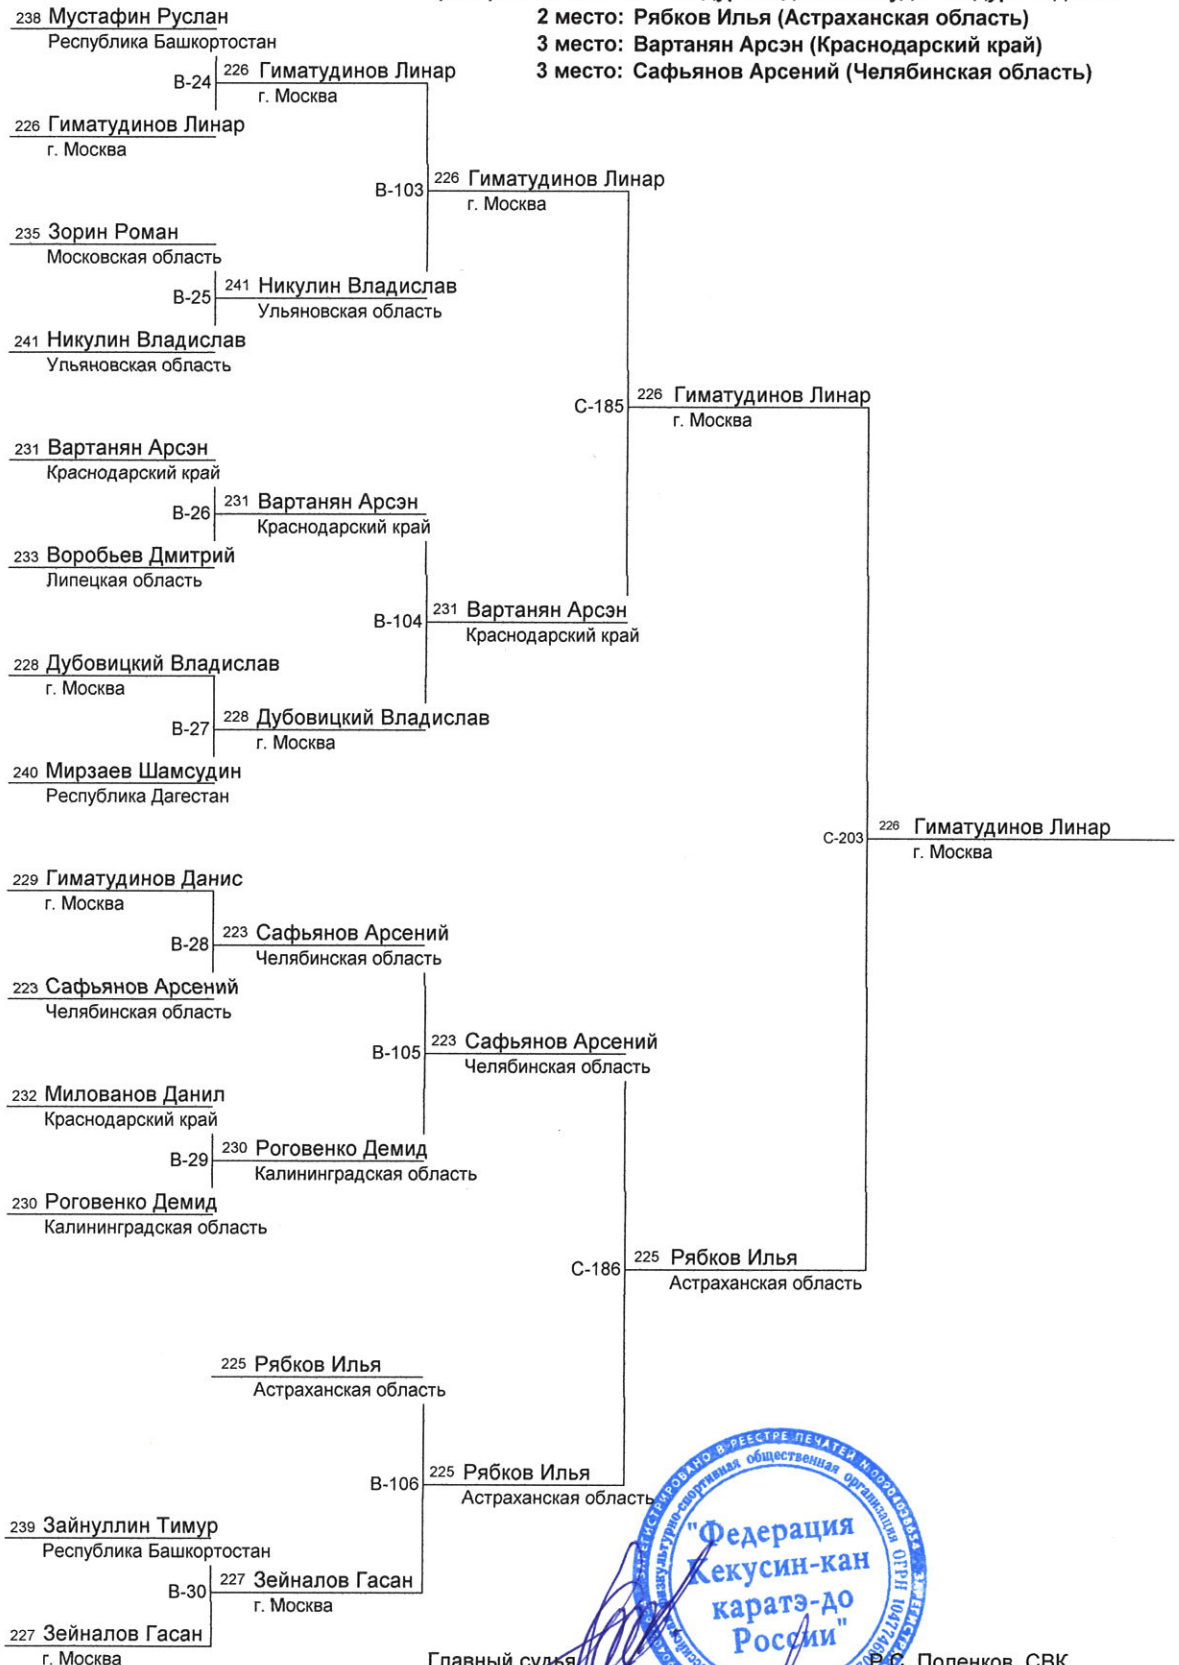 2 место: Рябков Илья (Астраханская область)
3 место: Вартанян Арсэн (Краснодарский край)
3 место: Сафьянов Арсений (Челябинская область)
238 Мустафин Руслан
Республика Башкортостан
B-24
226 Гиматудинов Линар
г. Москва
226 Гиматудинов Линар
г. Москва
B-103
226 Гиматудинов Линар
г. Москва
235 Зорин Роман
Московская область
B-25
241 Никулин Владислав
Ульяновская область
241 Никулин Владислав
Ульяновская область
C-185
226 Гиматудинов Линар
г. Москва
231 Вартанян Арсэн
Краснодарский край
B-26
231 Вартанян Арсэн
Краснодарский край
233 Воробьев Дмитрий
Липецкая область
B-104
231 Вартанян Арсэн
Краснодарский край
228 Дубовицкий Владислав
г. Москва
B-27
228 Дубовицкий Владислав
г. Москва
240 Мирзаев Шамсудин
Республика Дагестан
C-203
226 Гиматудинов Линар
г. Москва
229 Гиматудинов Данис
г. Москва
B-28
223 Сафьянов Арсений
Челябинская область
223 Сафьянов Арсений
Челябинская область
B-105
223 Сафьянов Арсений
Челябинская область
232 Милованов Данил
Краснодарский край
B-29
230 Роговенко Демид
Калининградская область
230 Роговенко Демид
Калининградская область
C-186
225 Рябков Илья
Астраханская область
225 Рябков Илья
Астраханская область
B-106
225 Рябков Илья
Астраханская область
239 Зайнуллин Тимур
Республика Башкортостан
B-30
227 Зейналов Гасан
г. Москва
227 Зейналов Гасан
г. Москва
"Федерация
Кекусин-кан
каратэ-до
России"
Главный судья
Р.С. Поленков, СВК